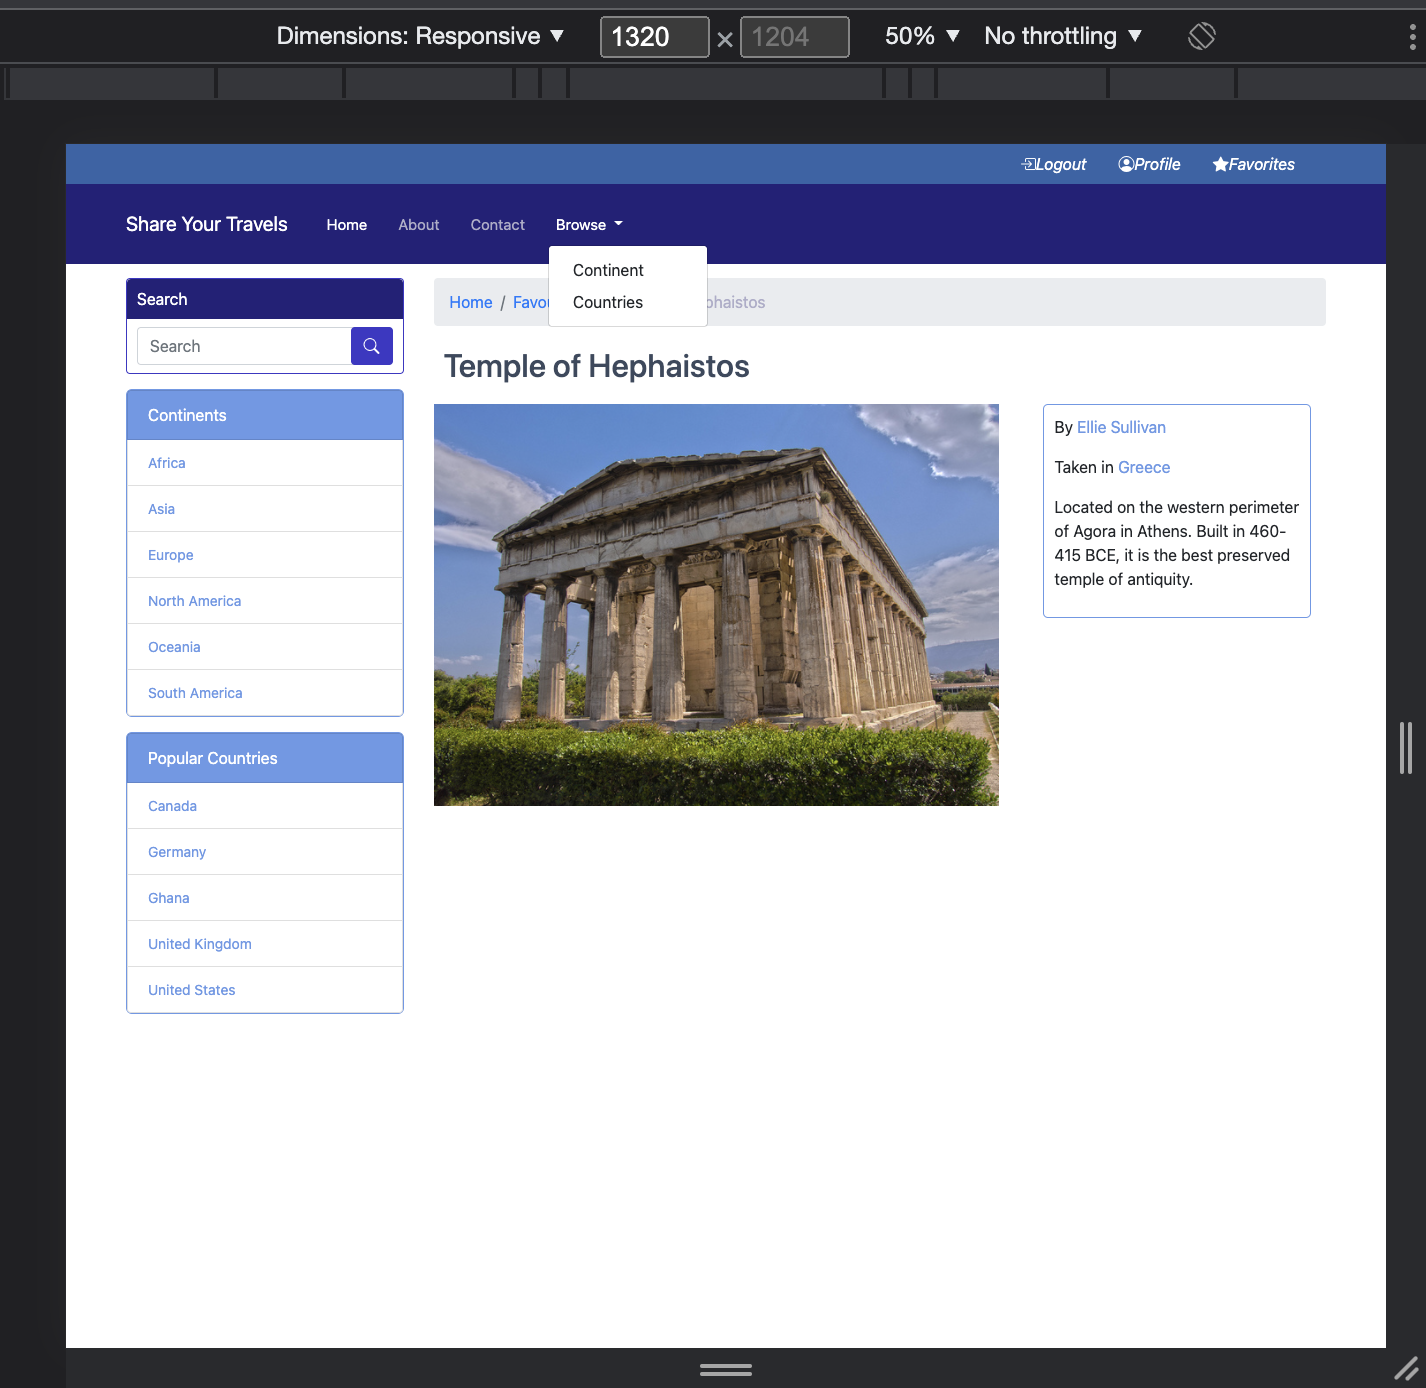 Dimensions: Responsive ▼ 1320 × 1204 50% ▼ No throttling ▼
Logout Profile Favorites
Share Your Travels Home About Contact Browse
Continent
Countries
Search
Search
Home / Favou phaistos
Temple of Hephaistos
Continents
Africa
Asia
Europe
North America
Oceania
South America
Popular Countries
Canada
Germany
Ghana
United Kingdom
United States
By Ellie Sullivan
Taken in Greece
Located on the western perimeter
of Agora in Athens. Built in 460-
415 BCE, it is the best preserved
temple of antiquity.